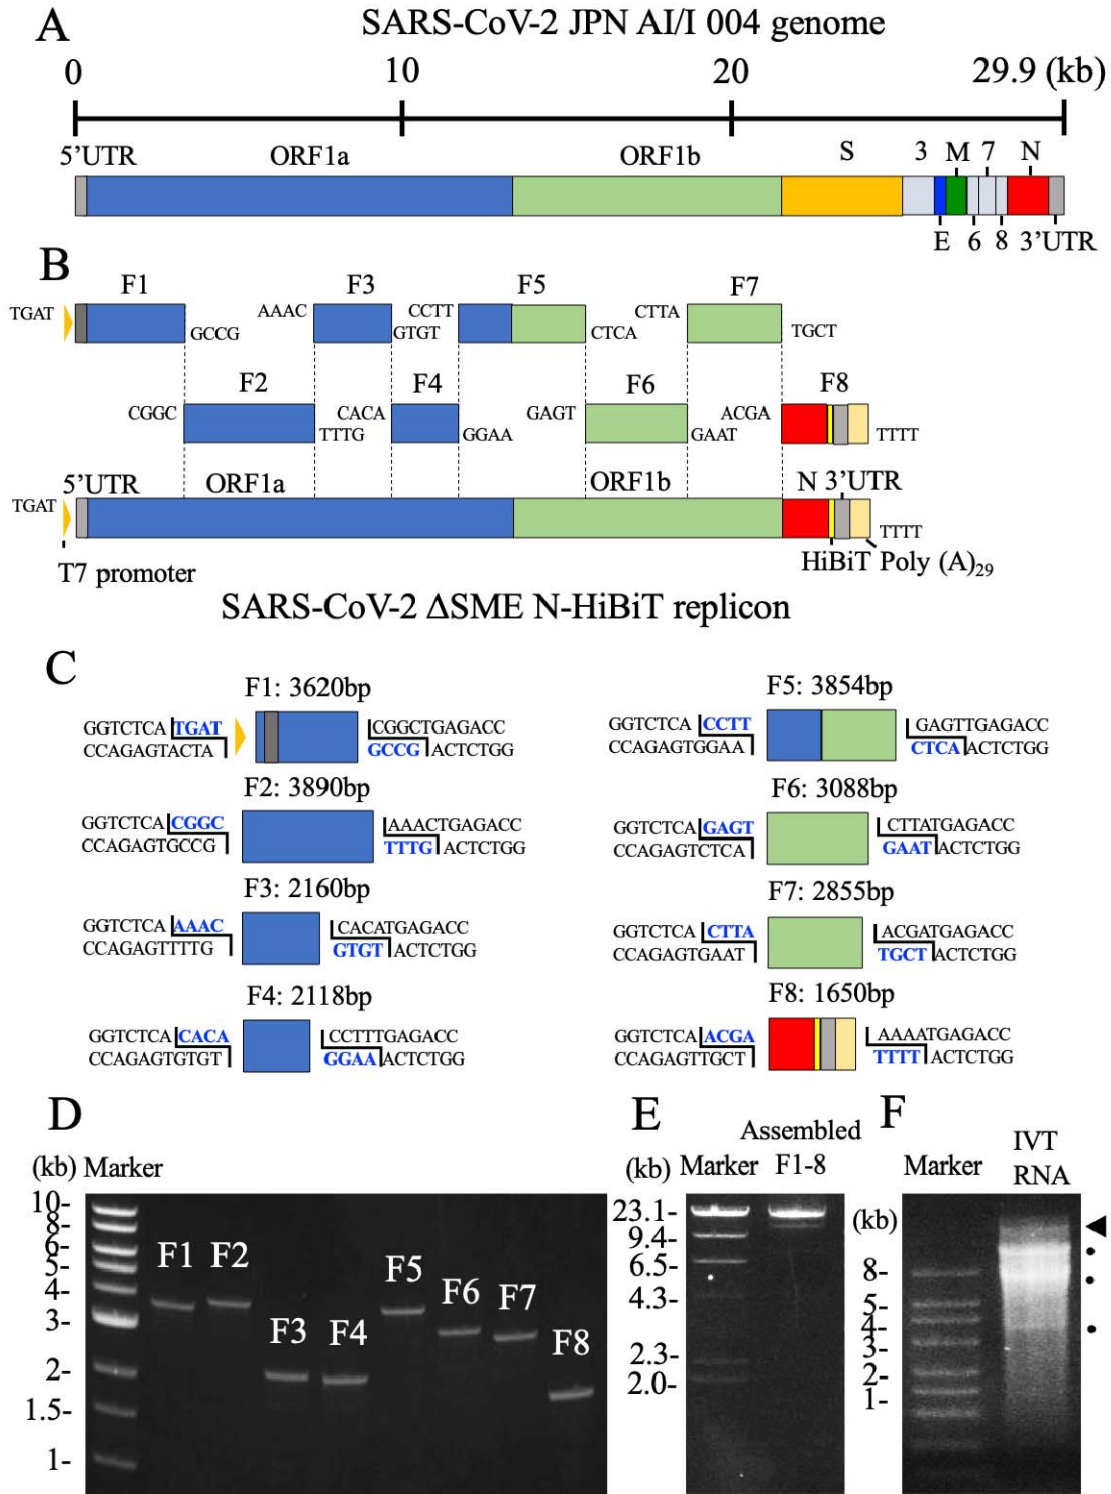 A
SARS-CoV-2 JPN AI/I 004 genome
0 10 20 29.9 (kb)
5’UTR ORF1a ORF1b S 3 M 7 N
E 6 8 3’UTR
B
F1 F3 F5 F7
TGAT GCCG AAAC GTGT CCTT CTCA CTTA TGCT
F2 F4 F6 F8
CGGC TTTG CACA GGAA GAGT GAAT ACGA TTTT
5’UTR ORF1a ORF1b N 3’UTR
TGAT TTTT
T7 promoter HiBiT Poly (A)29
SARS-CoV-2 ΔSME N-HiBiT replicon
C
F1: 3620bp
GGTCTCA TGAT CGGCTGAGACC
CCAGAGTACTA GCCG ACTCTGG
F2: 3890bp
GGTCTCA CGGC AAACTGAGACC
CCAGAGTGCCG TTTG ACTCTGG
F3: 2160bp
GGTCTCA AAAC CACATGAGACC
CCAGAGTTTTG GTGT ACTCTGG
F4: 2118bp
GGTCTCA CACA CCTTTGAGACC
CCAGAGTGTGT GGAA ACTCTGG
F5: 3854bp
GGTCTCA CCTT GAGTTGAGACC
CCAGAGTGGAA CTCA ACTCTGG
F6: 3088bp
GGTCTCA GAGT CTTATGAGACC
CCAGAGTCTCA GAAT ACTCTGG
F7: 2855bp
GGTCTCA CTTA ACGATGAGACC
CCAGAGTGAAT TGCT ACTCTGG
F8: 1650bp
GGTCTCA ACGA AAAATGAGACC
CCAGAGTTGCT TTTT ACTCTGG
D
(kb) Marker
10-
8-
6-
5-
4-
3-
2-
1.5-
1-
F1 F2 F3 F4 F5 F6 F7 F8
E
Assembled
(kb) Marker F1-8
23.1-
9.4-
6.5-
4.3-
2.3-
2.0-
F
IVT
Marker RNA
(kb)
8-
5-
4-
3-
2-
1-